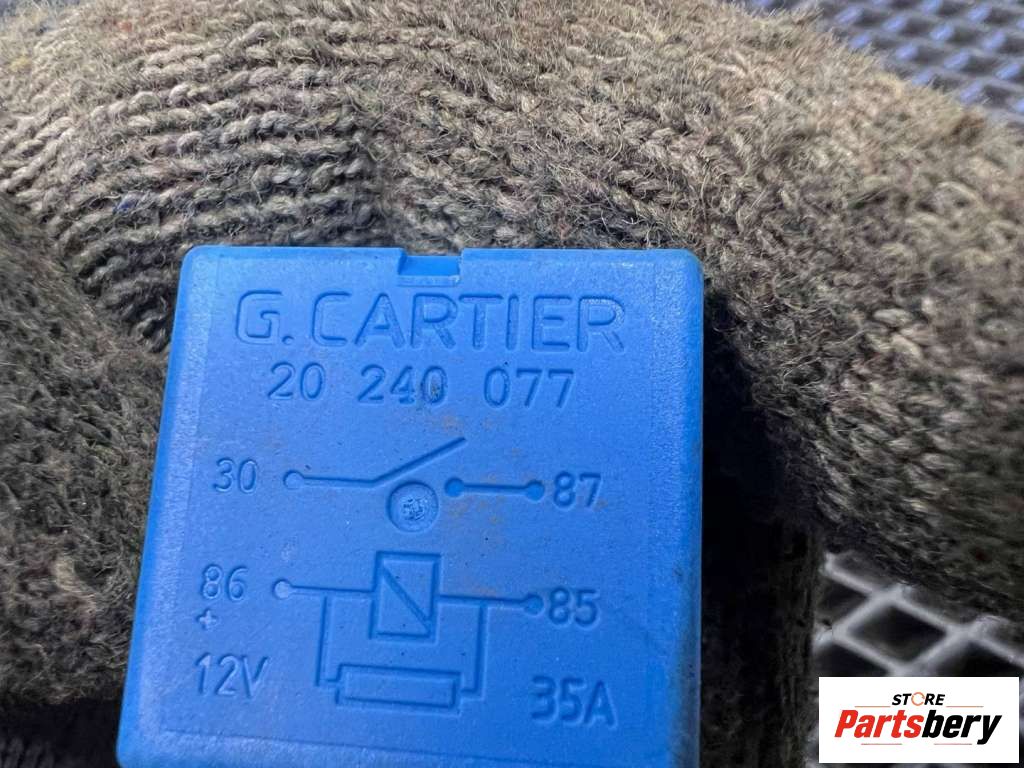 G.CARTIER
20 240 077
30 87
86 85
+
12V 35A
STORE
Partsbery